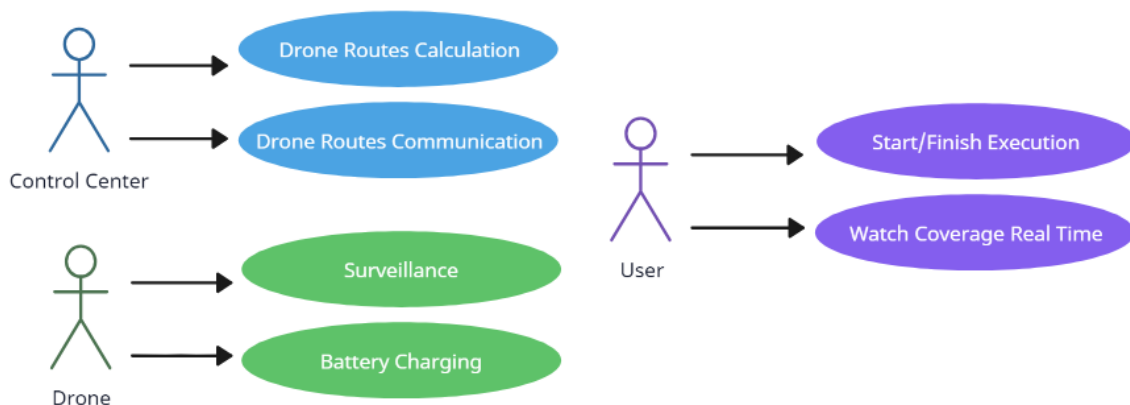 Drone Routes Calculation
Drone Routes Communication
Control Center
Surveillance
Battery Charging
Drone
Start/Finish Execution
Watch Coverage Real Time
User